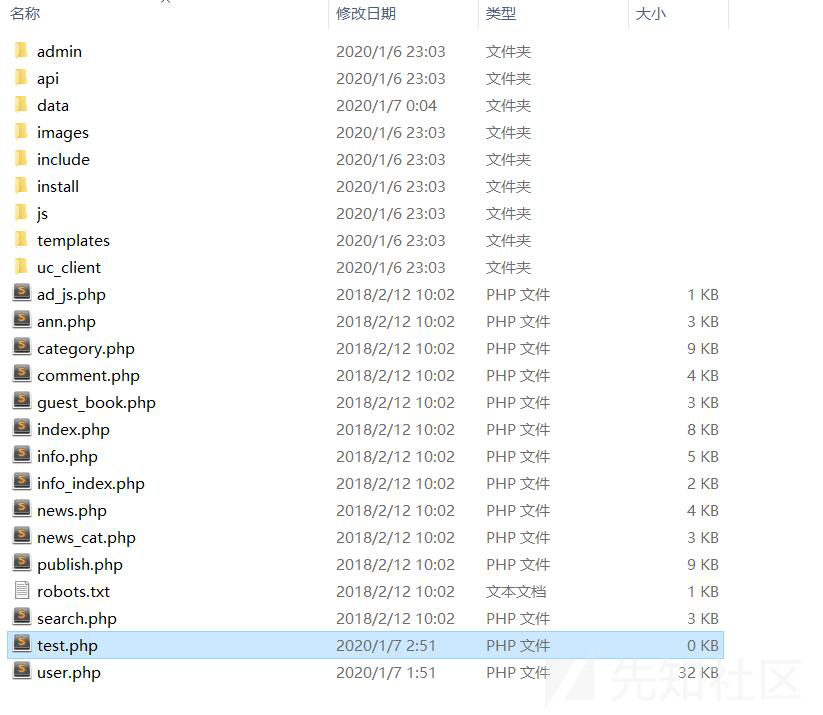 名称 修改日期 类型 大小
admin 2020/1/6 23:03 文件夹
api 2020/1/6 23:03 文件夹
data 2020/1/7 0:04 文件夹
images 2020/1/6 23:03 文件夹
include 2020/1/6 23:03 文件夹
install 2020/1/6 23:03 文件夹
js 2020/1/6 23:03 文件夹
templates 2020/1/6 23:03 文件夹
uc_client 2020/1/6 23:03 文件夹
ad_js.php 2018/2/12 10:02 PHP 文件 1 KB
ann.php 2018/2/12 10:02 PHP 文件 3 KB
category.php 2018/2/12 10:02 PHP 文件 9 KB
comment.php 2018/2/12 10:02 PHP 文件 4 KB
guest_book.php 2018/2/12 10:02 PHP 文件 3 KB
index.php 2018/2/12 10:02 PHP 文件 8 KB
info.php 2018/2/12 10:02 PHP 文件 5 KB
info_index.php 2018/2/12 10:02 PHP 文件 2 KB
news.php 2018/2/12 10:02 PHP 文件 4 KB
news_cat.php 2018/2/12 10:02 PHP 文件 3 KB
publish.php 2018/2/12 10:02 PHP 文件 9 KB
robots.txt 2018/2/12 10:02 文本文档 1 KB
search.php 2018/2/12 10:02 PHP 文件 3 KB
test.php 2020/1/7 2:51 PHP 文件 0 KB
user.php 2020/1/7 1:51 PHP 文件 32 KB
先知社区